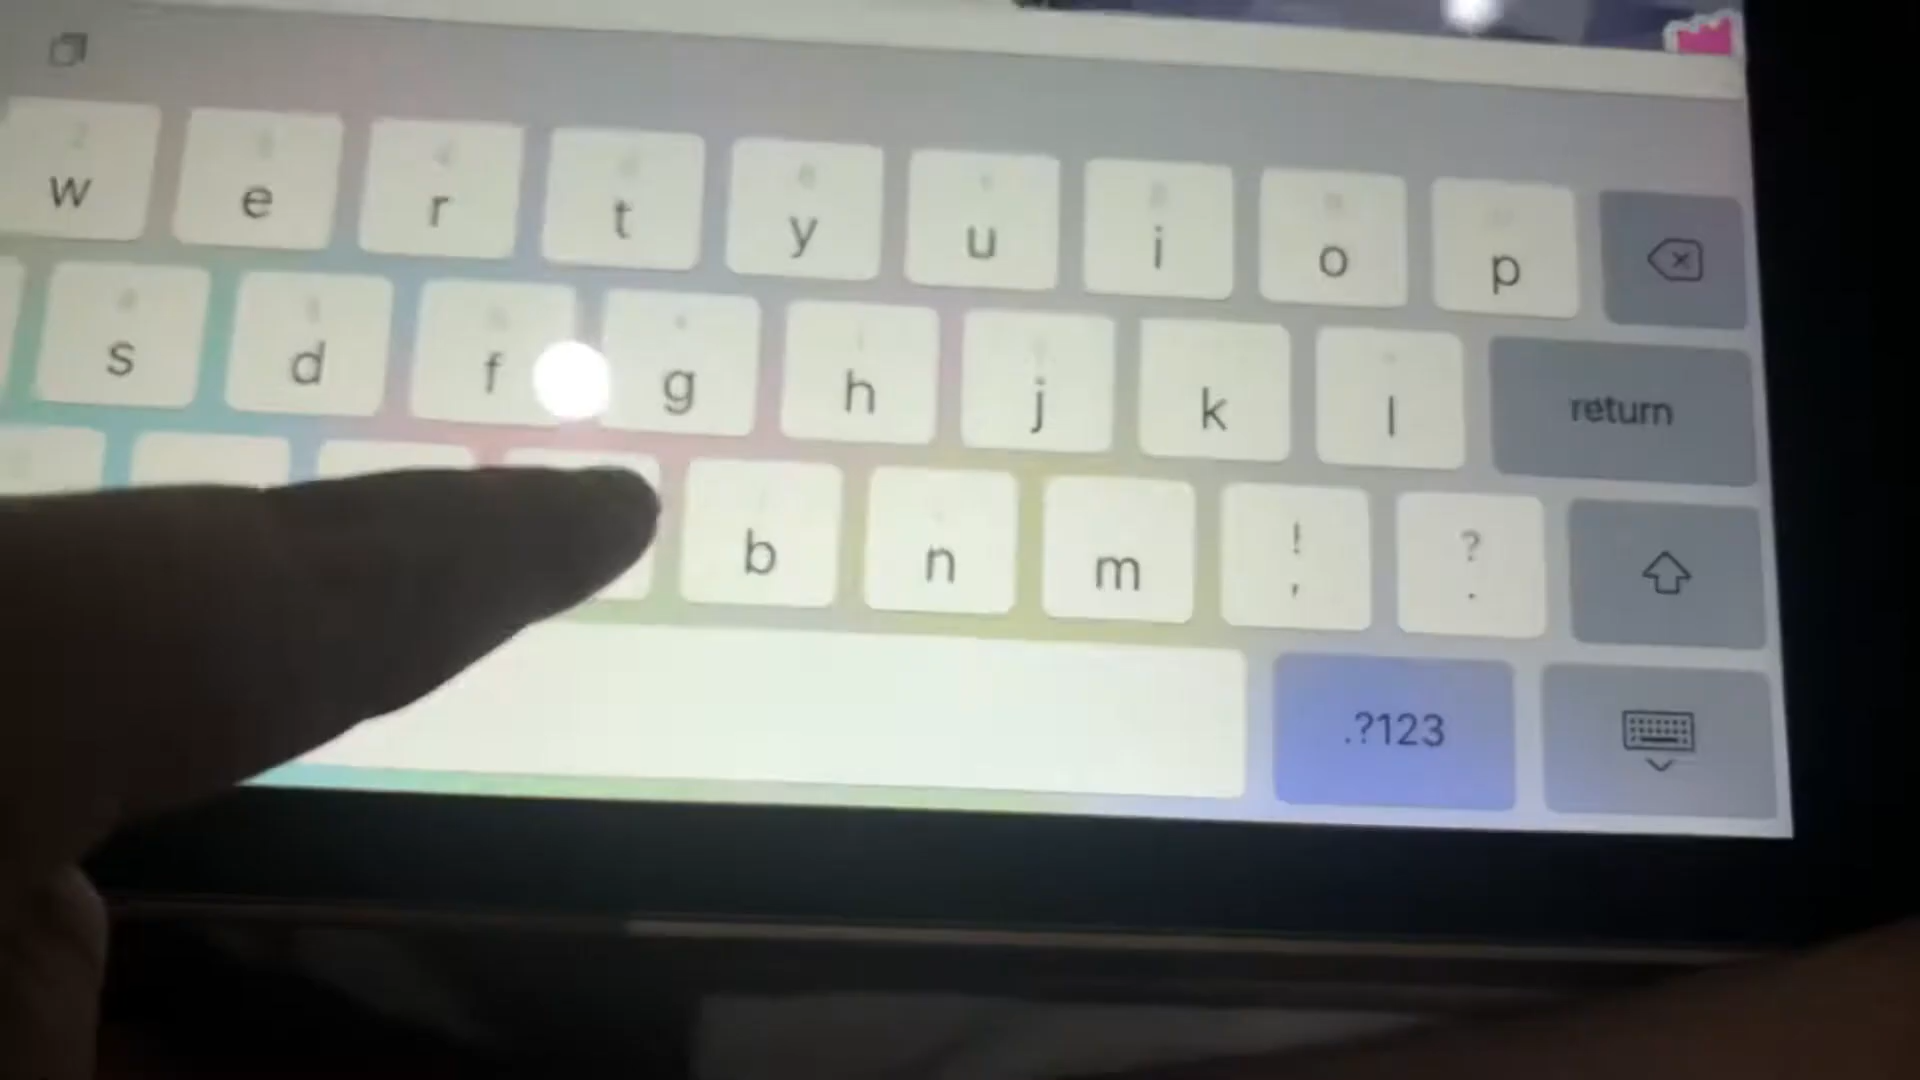 w e r t y u i o p
s d f g h j k l return
b n m ! , ? .
.?123